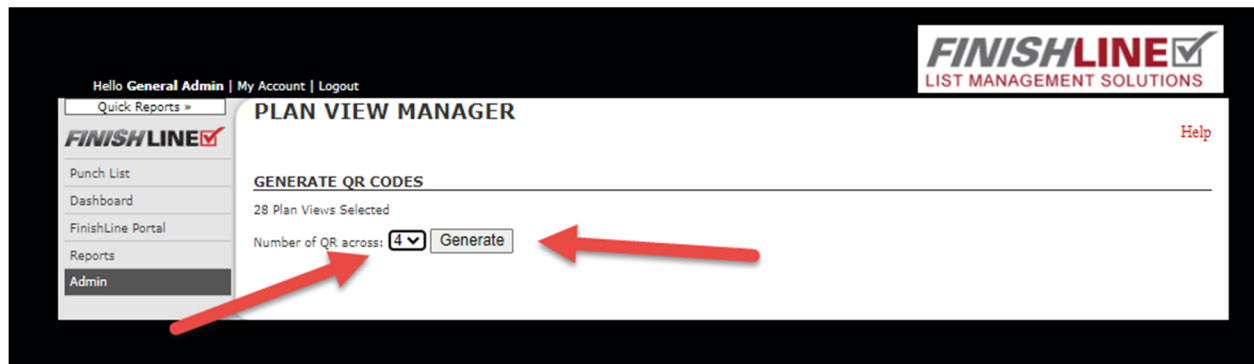 FINISHLINE
LIST MANAGEMENT SOLUTIONS
Hello General Admin | My Account | Logout
Quick Reports »
PLAN VIEW MANAGER
Help
FINISHLINE
Punch List
Dashboard
FinishLine Portal
Reports
Admin
GENERATE QR CODES
28 Plan Views Selected
Number of QR across: 4 Generate